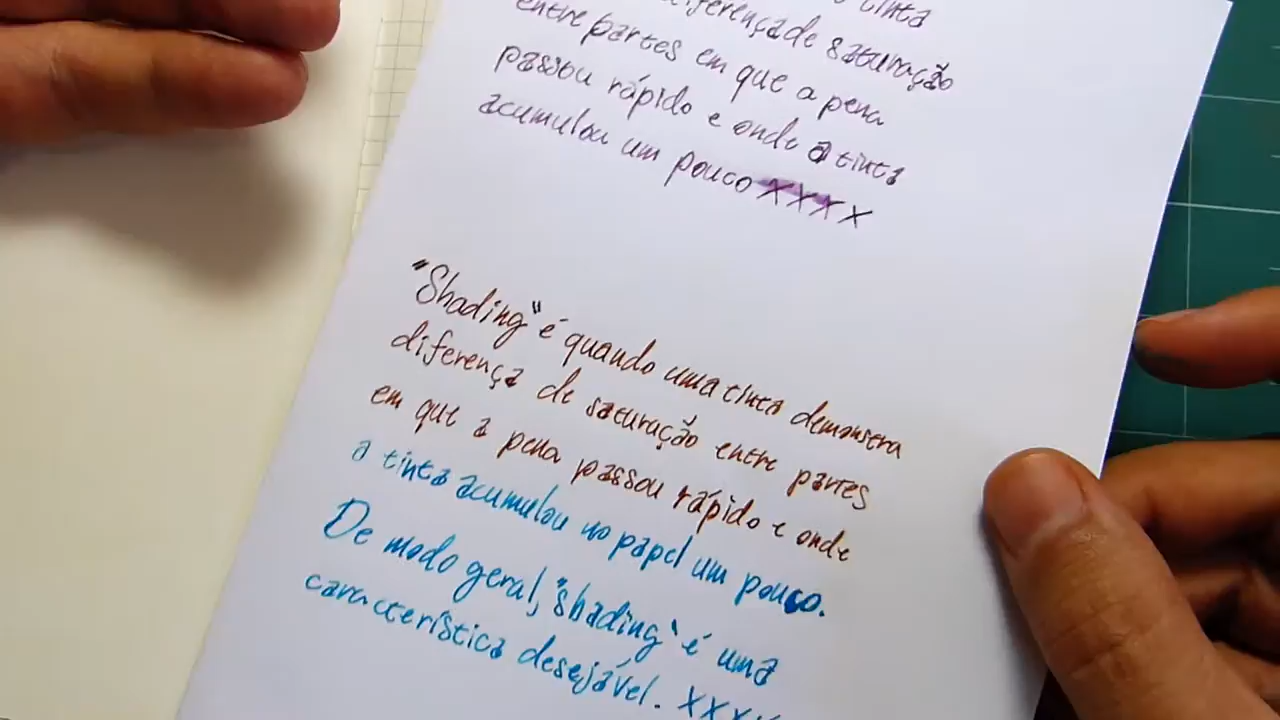 tinta
diferença de saturação
entre partes em que a pena
passou rápido e onde a tinta
acumulou um pouco XXXX
"Shading" é quando uma tinta demonstra
diferença de saturação entre partes
em que a pena passou rápido e onde
a tinta acumulou no papel um pouco.
De modo geral, "shading" é uma
característica desejável. XXXX